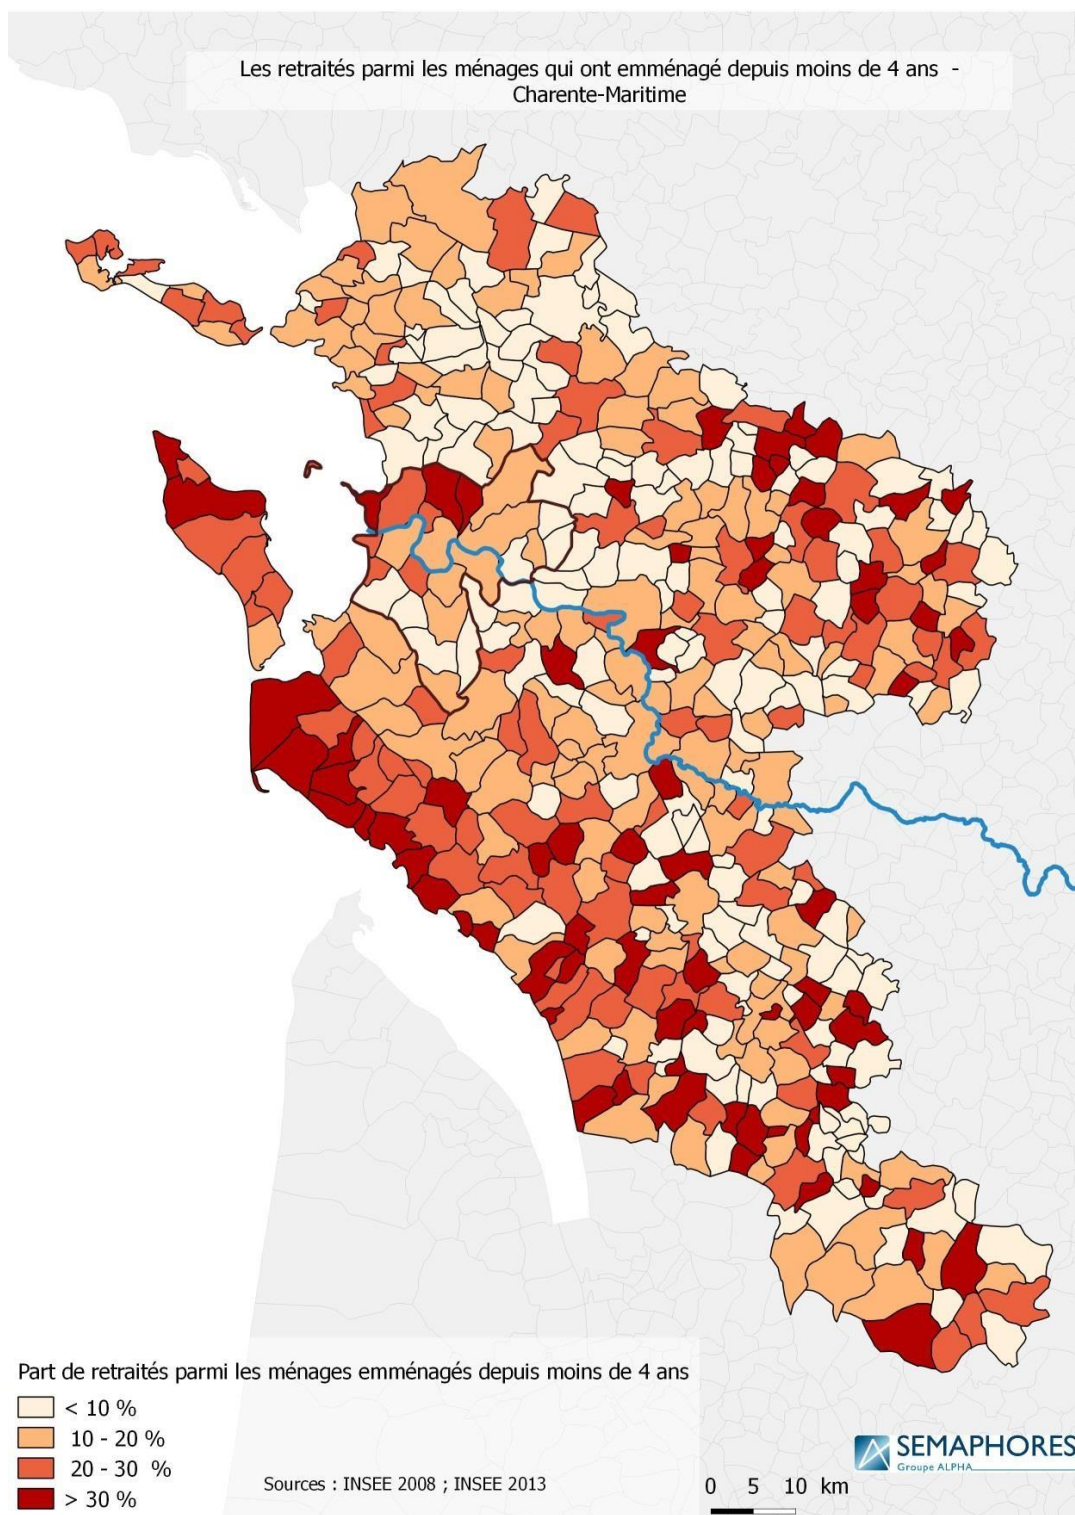 Les retraités parmi les ménages qui ont emménagé depuis moins de 4 ans -
Charente-Maritime
Part de retraités parmi les ménages emménagés depuis moins de 4 ans
< 10 %
10 - 20 %
20 - 30 %
> 30 %
Sources : INSEE 2008 ; INSEE 2013
SEMAPHORES
Groupe ALPHA
0 5 10 km